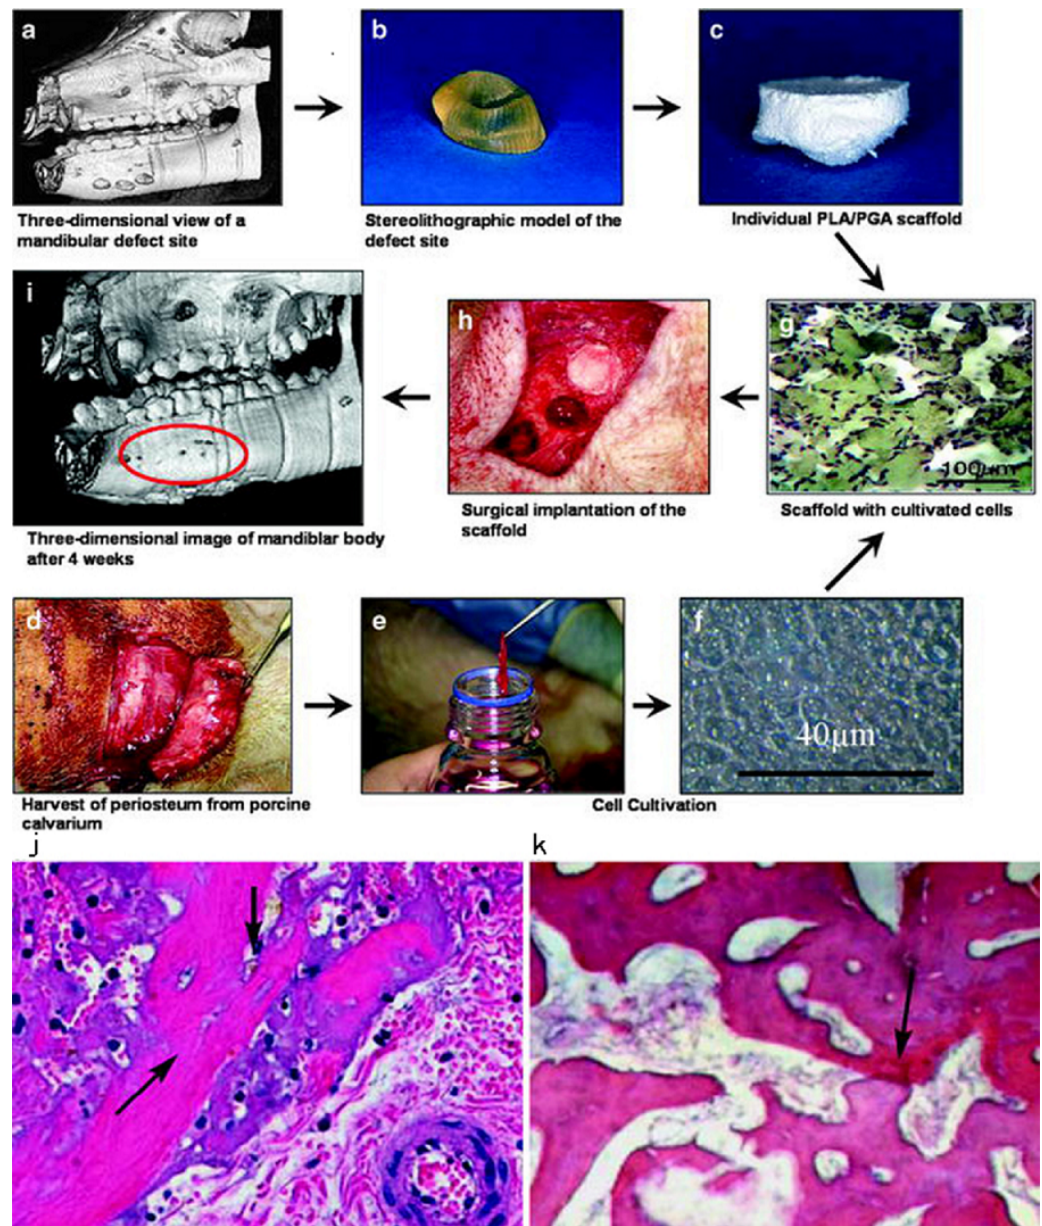 a
b
c
Three-dimensional view of a
mandibular defect site
Stereolithographic model of the
defect site
Individual PLA/PGA scaffold
i
h
g
100µm
Three-dimensional image of mandiblar body
after 4 weeks
Surgical implantation of the
scaffold
Scaffold with cultivated cells
d
e
f
40µm
Harvest of periosteum from porcine
calvarium
Cell Cultivation
j
k